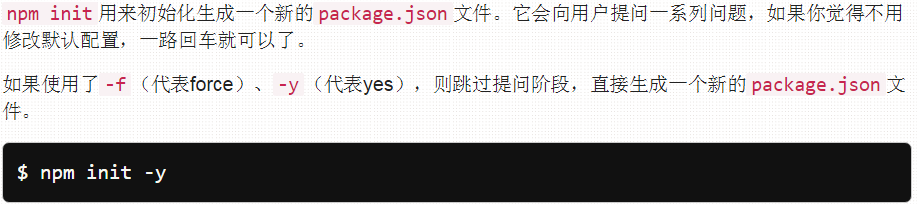 npm init 用来初始化生成一个新的 package.json 文件。它会向用户提问一系列问题，如果你觉得不用
修改默认配置，一路回车就可以了。
如果使用了 -f（代表force）、-y（代表yes），则跳过提问阶段，直接生成一个新的 package.json 文
件。
$ npm init -y